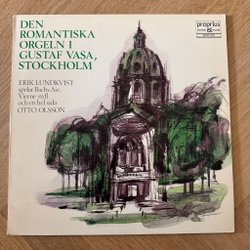 DEN
ROMANTISKA
ORGELN I
GUSTAF VASA,
STOCKHOLM
ERIK LUNDKVIST
spelar Bachs Arr.
Vierne m fl
och en hel sida
OTTO OLSSON
proprius